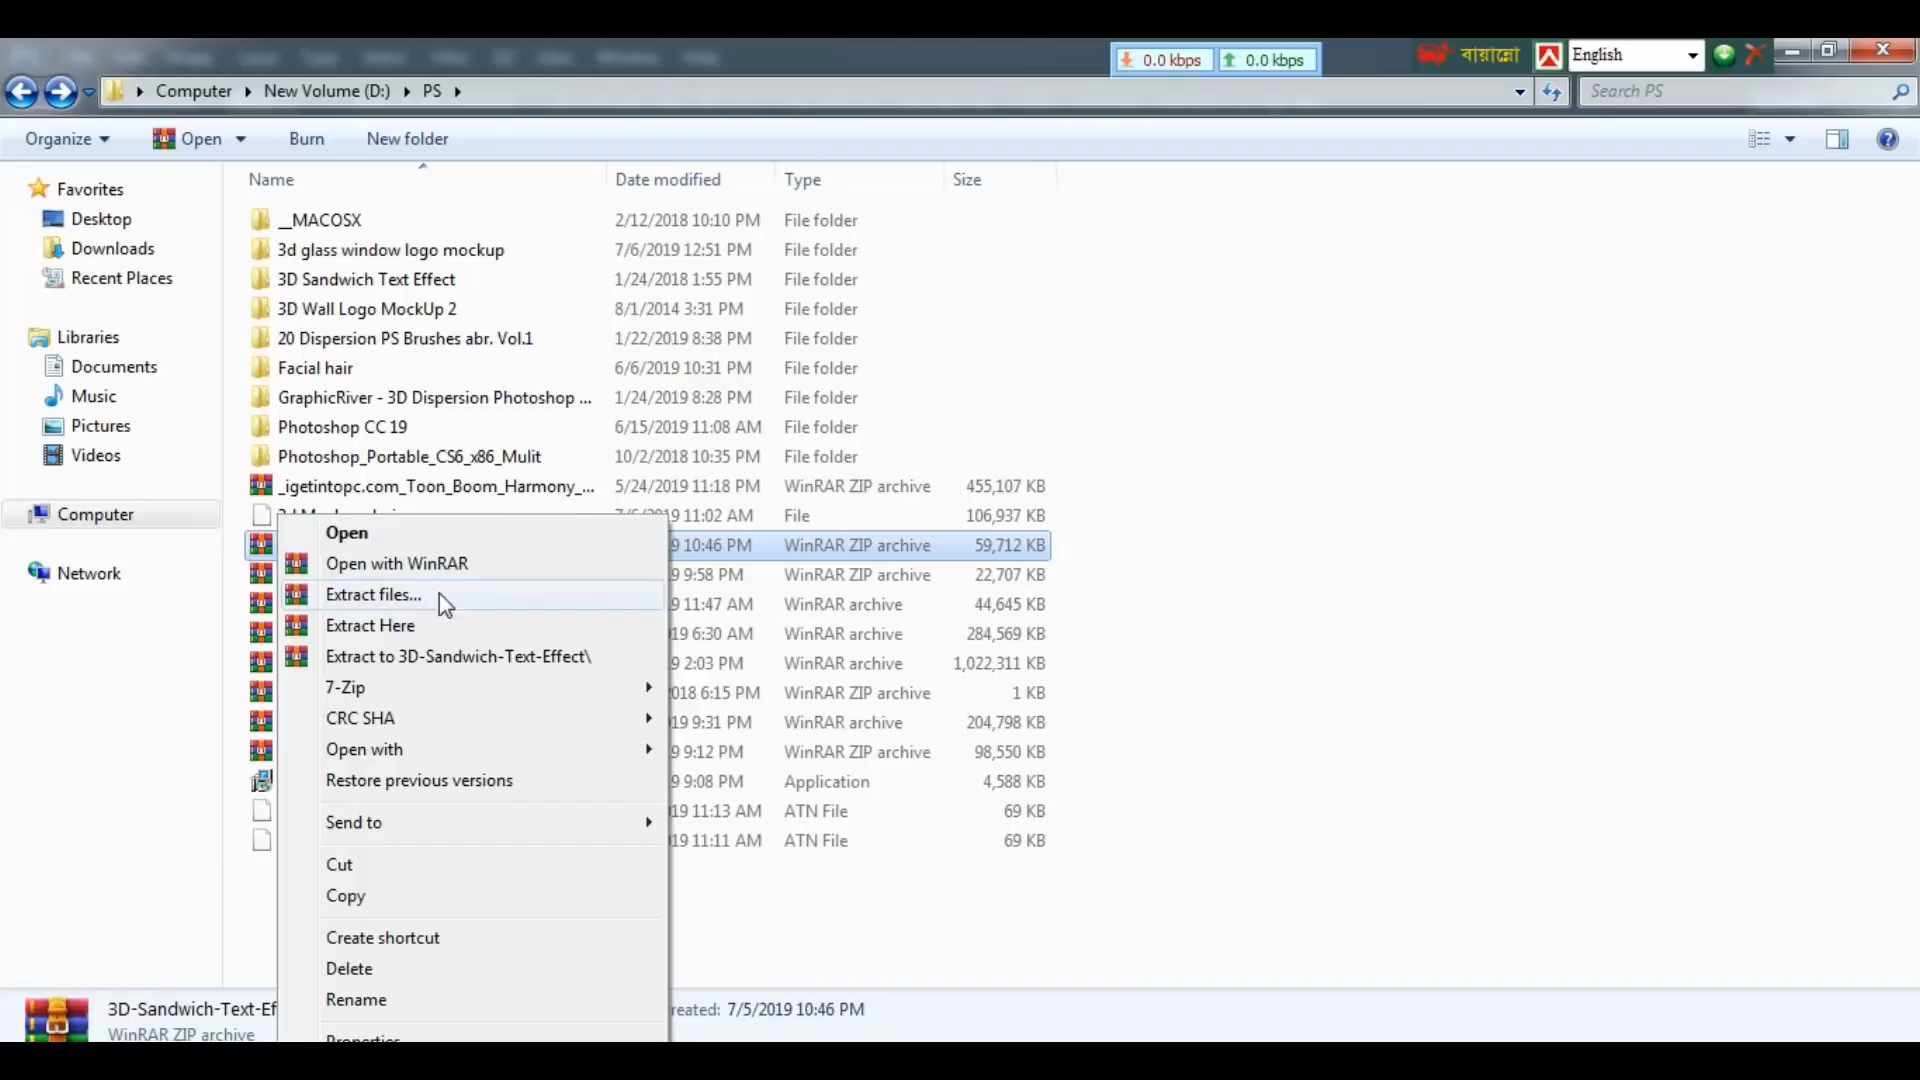 0.0 kbps 0.0 kbps বায়ান্নো English
Computer New Volume (D:) PS Search PS
Organize Open Burn New folder
Name Date modified Type Size
Favorites
Desktop
Downloads
Recent Places
Libraries
Documents
Music
Pictures
Videos
Computer
Network
__MACOSX 2/12/2018 10:10 PM File folder
3d glass window logo mockup 7/6/2019 12:51 PM File folder
3D Sandwich Text Effect 1/24/2018 1:55 PM File folder
3D Wall Logo MockUp 2 8/1/2014 3:31 PM File folder
20 Dispersion PS Brushes abr. Vol.1 1/22/2019 8:38 PM File folder
Facial hair 6/6/2019 10:31 PM File folder
GraphicRiver - 3D Dispersion Photoshop ... 1/24/2019 8:28 PM File folder
Photoshop CC 19 6/15/2019 11:08 AM File folder
Photoshop_Portable_CS6_x86_Mulit 10/2/2018 10:35 PM File folder
_igetintopc.com_Toon_Boom_Harmony_... 5/24/2019 11:18 PM WinRAR ZIP archive 455,107 KB
19 11:02 AM File 106,937 KB
9 10:46 PM WinRAR ZIP archive 59,712 KB
9 9:58 PM WinRAR ZIP archive 22,707 KB
9 11:47 AM WinRAR archive 44,645 KB
19 6:30 AM WinRAR archive 284,569 KB
9 2:03 PM WinRAR archive 1,022,311 KB
018 6:15 PM WinRAR ZIP archive 1 KB
19 9:31 PM WinRAR archive 204,798 KB
9 9:12 PM WinRAR ZIP archive 98,550 KB
9 9:08 PM Application 4,588 KB
19 11:13 AM ATN File 69 KB
19 11:11 AM ATN File 69 KB
Open
Open with WinRAR
Extract files...
Extract Here
Extract to 3D-Sandwich-Text-Effect\
7-Zip
CRC SHA
Open with
Restore previous versions
Send to
Cut
Copy
Create shortcut
Delete
Rename
Properties
3D-Sandwich-Text-Ef reated: 7/5/2019 10:46 PM
WinRAR ZIP archive